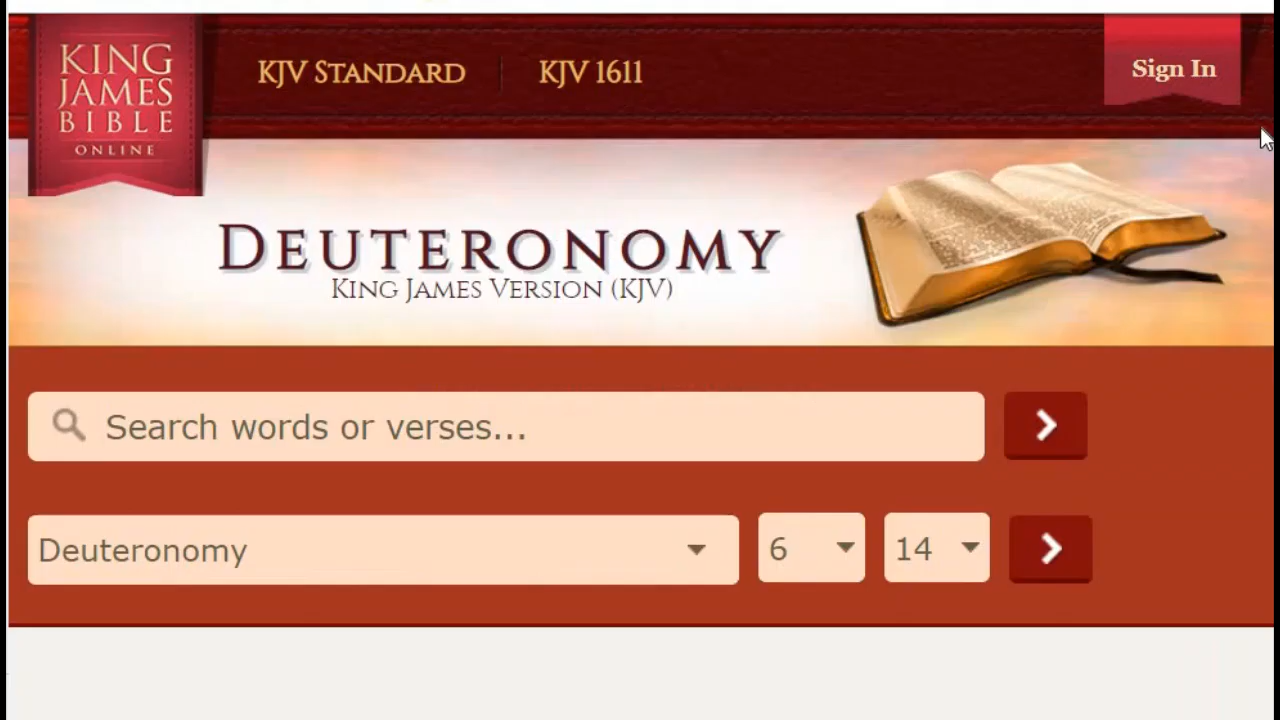 KING
JAMES
BIBLE
ONLINE
KJV STANDARD
KJV 1611
Sign In
DEUTERONOMY
KING JAMES VERSION (KJV)
Search words or verses...
Deuteronomy
6
14